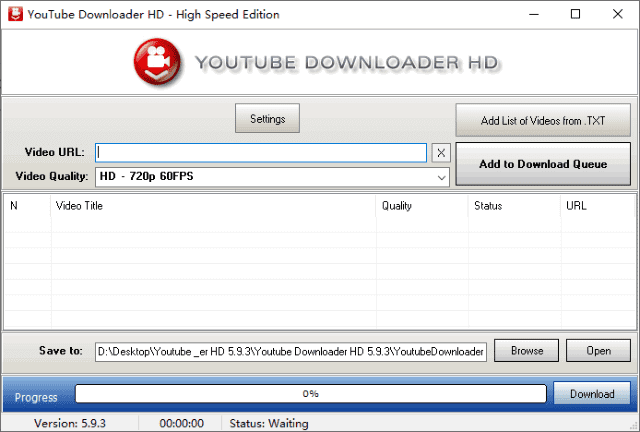 YouTube Downloader HD - High Speed Edition
YOUTUBE DOWNLOADER HD
Settings
Add List of Videos from .TXT
Video URL:
X
Add to Download Queue
Video Quality:
HD - 720p 60FPS
N Video Title Quality Status URL
Save to:
D:\Desktop\Youtube _er HD 5.9.3\Youtube Downloader HD 5.9.3\YoutubeDownloader
Browse
Open
Progress
0%
Download
Version: 5.9.3 00:00:00 Status: Waiting